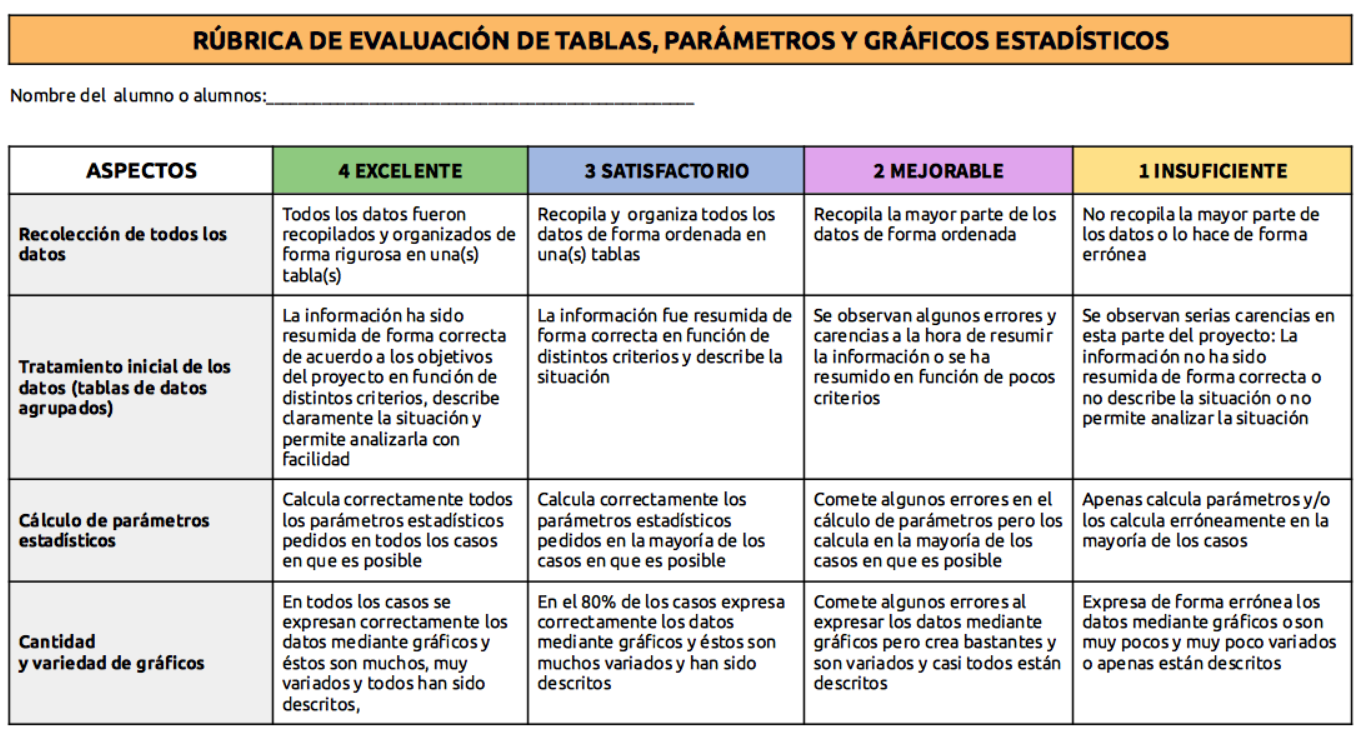 RÚBRICA DE EVALUACIÓN DE TABLAS, PARÁMETROS Y GRÁFICOS ESTADÍSTICOS
Nombre del alumno o alumnos:___________________________________________
ASPECTOS
4 EXCELENTE
3 SATISFACTORIO
2 MEJORABLE
1 INSUFICIENTE
Recolección de todos los
datos
Todos los datos fueron
recopilados y organizados de
forma rigurosa en una(s)
tabla(s)
Recopila y organiza todos los
datos de forma ordenada en
una(s) tablas
Recopila la mayor parte de los
datos de forma ordenada
No recopila la mayor parte de
los datos o lo hace de forma
errónea
Tratamiento inicial de los
datos (tablas de datos
agrupados)
La información ha sido
resumida de forma correcta
de acuerdo a los objetivos
del proyecto en función de
distintos criterios, describe
claramente la situación y
permite analizarla con
facilidad
La información fue resumida de
forma correcta en función de
distintos criterios y describe la
situación
Se observan algunos errores y
carencias a la hora de resumir
la información o se ha
resumido en función de pocos
criterios
Se observan serias carencias en
esta parte del proyecto: La
información no ha sido
resumida de forma correcta o
no describe la situación o no
permite analizar la situación
Cálculo de parámetros
estadísticos
Calcula correctamente todos
los parámetros estadísticos
pedidos en todos los casos
en que es posible
Calcula correctamente los
parámetros estadísticos
pedidos en la mayoría de los
casos en que es posible
Comete algunos errores en el
cálculo de parámetros pero los
calcula en la mayoría de los
casos en que es posible
Apenas calcula parámetros y/o
los calcula erróneamente en la
mayoría de los casos
Cantidad
y variedad de gráficos
En todos los casos se
expresan correctamente los
datos mediante gráficos y
éstos son muchos, muy
variados y todos han sido
descritos,
En el 80% de los casos expresa
correctamente los datos
mediante gráficos y éstos son
muchos variados y han sido
descritos
Comete algunos errores al
expresar los datos mediante
gráficos pero crea bastantes y
son variados y casi todos están
descritos
Expresa de forma errónea los
datos mediante gráficos o son
muy pocos y muy poco variados
o apenas están descritos